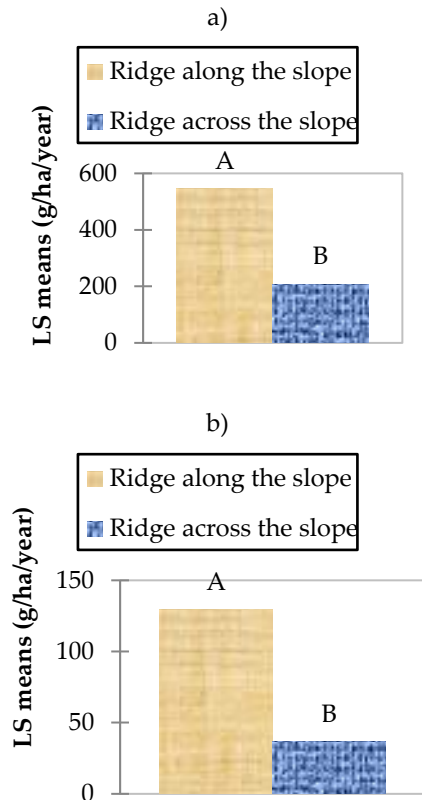 a)
Ridge along the slope
Ridge across the slope
LS means (g/ha/year)
600
400
200
0
A
B
b)
Ridge along the slope
Ridge across the slope
LS means (g/ha/year)
150
100
50
0
A
B